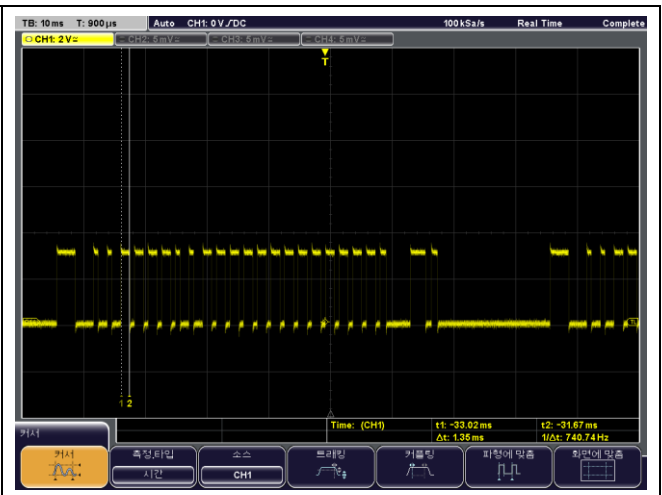 TB: 10 ms T: 900 µs Auto CH1: 0 V DC 100 kSa/s Real Time Complete
CH1: 2 V CH2: 5 mV CH3: 5 mV CH4: 5 mV
T
1 2
Time: (CH1) t1: -33.02 ms t2: -31.67 ms
Δt: 1.35 ms 1/Δt: 740.74 Hz
커서
커서 측정.타입 소스 트래킹 커플링 파형에 맞춤 화면에 맞춤
시간 CH1